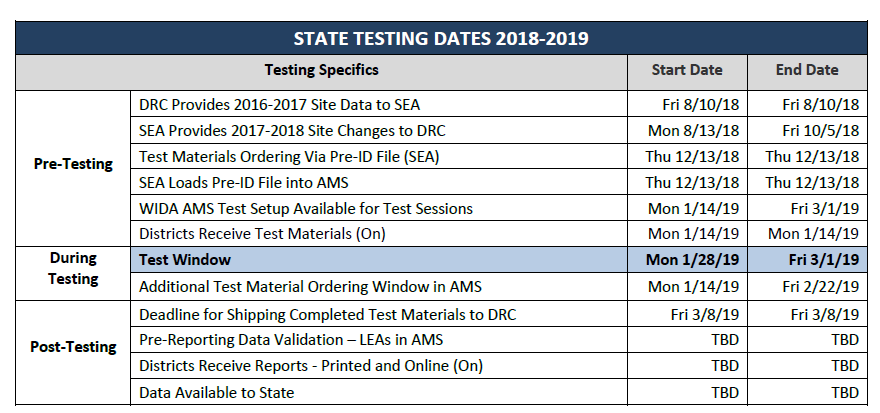 STATE TESTING DATES 2018-2019
Testing Specifics Start Date End Date
Pre-Testing
DRC Provides 2016-2017 Site Data to SEA Fri 8/10/18 Fri 8/10/18
SEA Provides 2017-2018 Site Changes to DRC Mon 8/13/18 Fri 10/5/18
Test Materials Ordering Via Pre-ID File (SEA) Thu 12/13/18 Thu 12/13/18
SEA Loads Pre-ID File into AMS Thu 12/13/18 Thu 12/13/18
WIDA AMS Test Setup Available for Test Sessions Mon 1/14/19 Fri 3/1/19
Districts Receive Test Materials (On) Mon 1/14/19 Mon 1/14/19
During
Testing
Test Window Mon 1/28/19 Fri 3/1/19
Additional Test Material Ordering Window in AMS Mon 1/14/19 Fri 2/22/19
Post-Testing
Deadline for Shipping Completed Test Materials to DRC Fri 3/8/19 Fri 3/8/19
Pre-Reporting Data Validation – LEAs in AMS TBD TBD
Districts Receive Reports - Printed and Online (On) TBD TBD
Data Available to State TBD TBD